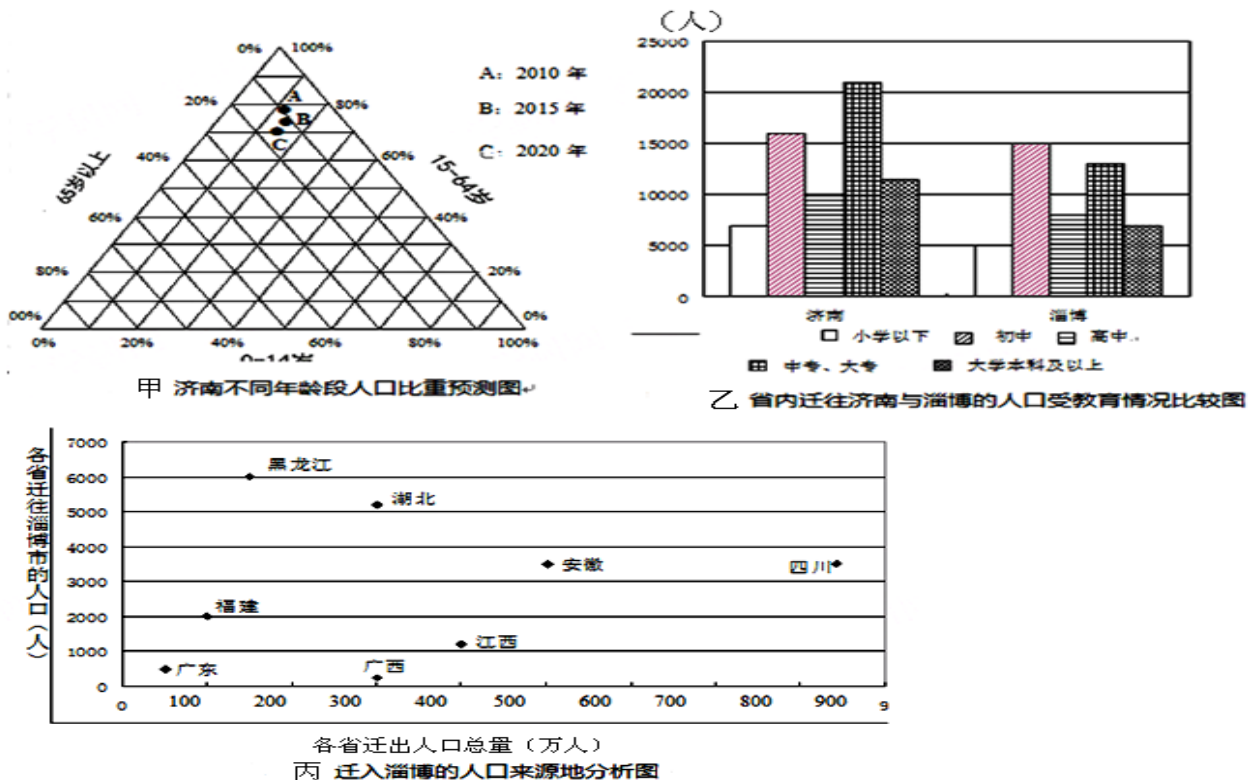 0% 100%
A
20% 80%
B
C
40% 60%
65岁以上
15-64岁
60% 40%
80% 20%
00% 0%
0% 20% 40% 60% 80% 100%
0-14岁
A: 2010 年
B: 2015 年
C: 2020 年
甲 济南不同年龄段人口比重预测图
(人)
25000
20000
15000
10000
5000
0
济南 淄博
小学以下 初中 高中
中专、大专 大学本科及以上
乙 省内迁往济南与淄博的人口受教育情况比较图
各省迁往淄博市的人口(人)
7000
6000
5000
4000
3000
2000
1000
0
黑龙江
湖北
安徽
四川
福建
江西
广东
广西
0 100 200 300 400 500 600 700 800 900 9
各省迁出人口总量(万人)
丙 迁入淄博的人口来源地分析图